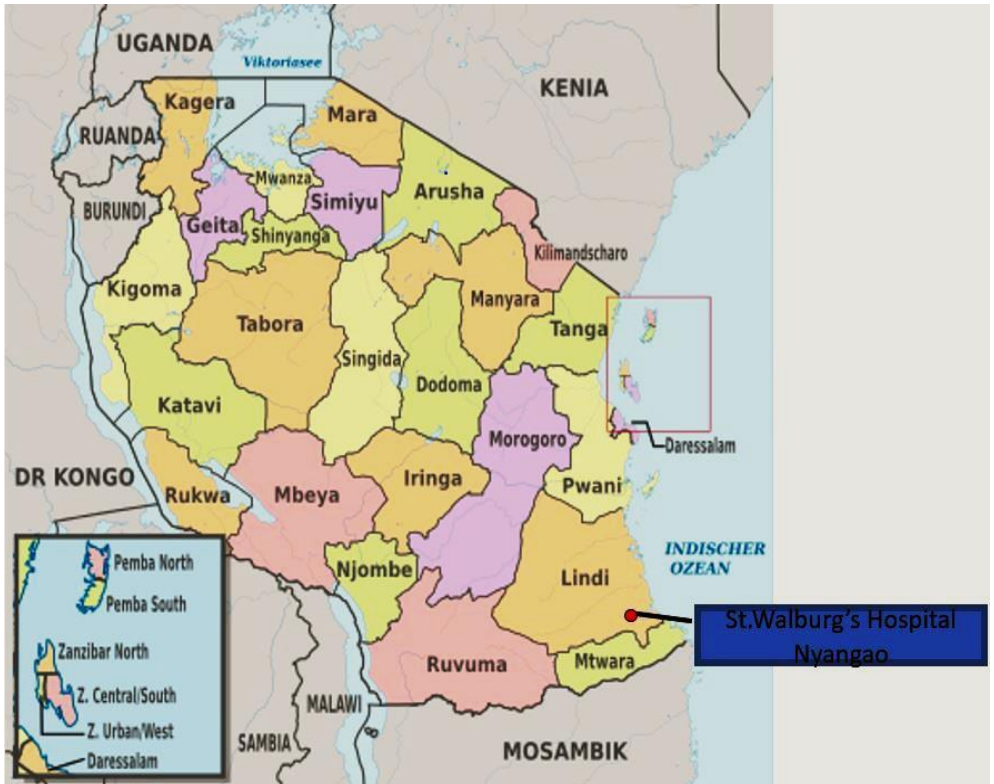 UGANDA
Viktoriasee
KENIA
Kagera
Mara
RUANDA
Mwanza
Arusha
Simiyu
BURUNDI
Geita
Shinyanga
Kilimandscharo
Kigoma
Manyara
Tabora
Tanga
Singida
Dodoma
Katavi
Morogoro
Daressalam
DR KONGO
Iringa
Rukwa
Mbeya
Pwani
INDISCHER
OZEAN
Pemba North
Njombe
Lindi
Pemba South
St.Walburg's Hospital
Nyangao
Zanzibar North
Ruvuma
Mtwara
Z. Central/South
MALAWI
Z. Urban/West
SAMBIA
MOSAMBIK
Daressalam